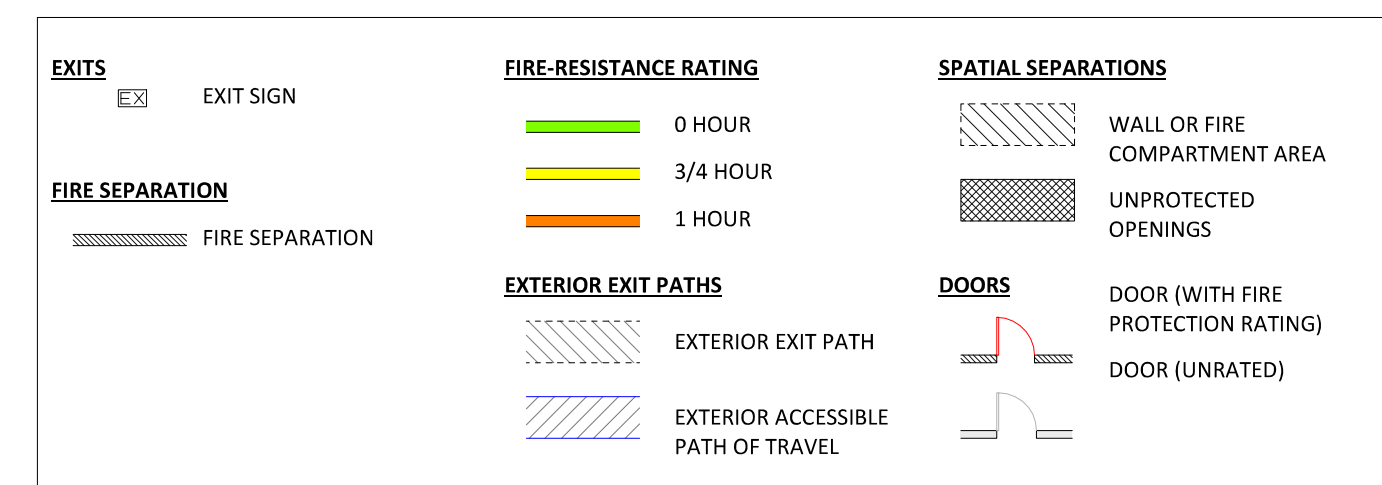 EXITS
EX
EXIT SIGN
FIRE SEPARATION
FIRE SEPARATION
FIRE-RESISTANCE RATING
0 HOUR
3/4 HOUR
1 HOUR
EXTERIOR EXIT PATHS
EXTERIOR EXIT PATH
EXTERIOR ACCESSIBLE
PATH OF TRAVEL
SPATIAL SEPARATIONS
WALL OR FIRE
COMPARTMENT AREA
UNPROTECTED
OPENINGS
DOORS
DOOR (WITH FIRE
PROTECTION RATING)
DOOR (UNRATED)